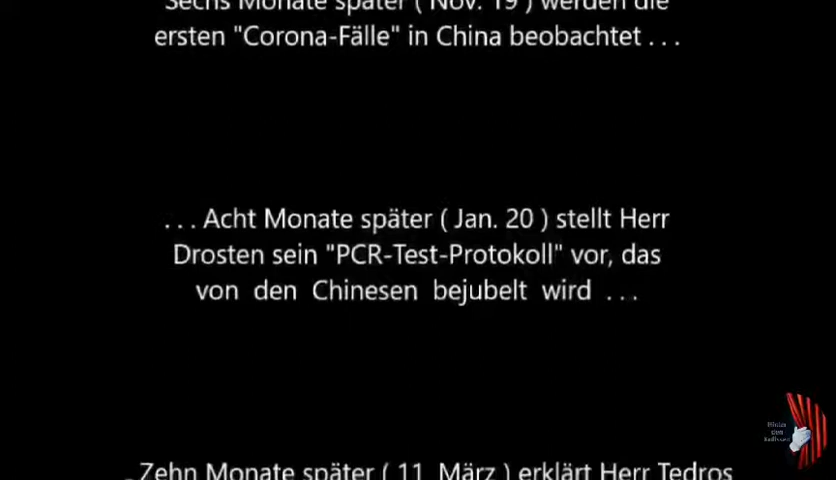 Sechs Monate später ( Nov. 19 ) werden die
ersten "Corona-Fälle" in China beobachtet . . .
. . . Acht Monate später ( Jan. 20 ) stellt Herr
Drosten sein "PCR-Test-Protokoll" vor, das
von den Chinesen bejubelt wird . . .
Zehn Monate später ( 11. März ) erklärt Herr Tedros
Hinter
den